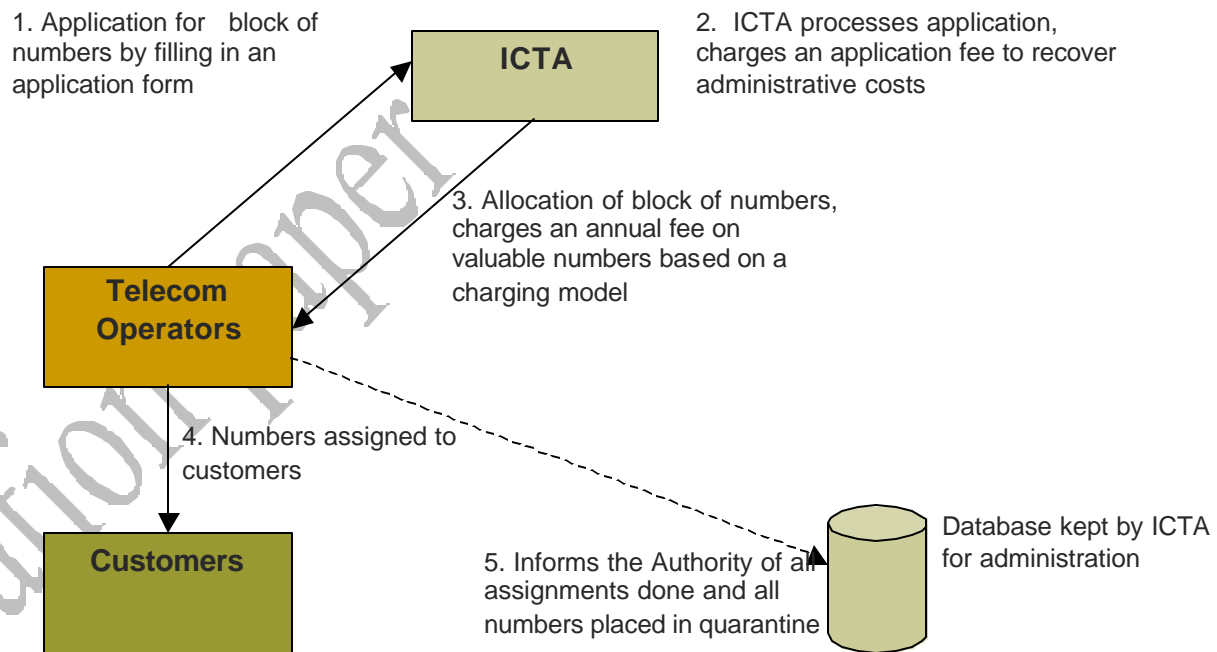 1. Application for block of
numbers by filling in an
application form
ICTA
2. ICTA processes application,
charges an application fee to recover
administrative costs
3. Allocation of block of numbers,
charges an annual fee on
valuable numbers based on a
charging model
Telecom
Operators
4. Numbers assigned to
customers
Customers
5. Informs the Authority of all
assignments done and all
numbers placed in quarantine
Database kept by ICTA
for administration
ation paper